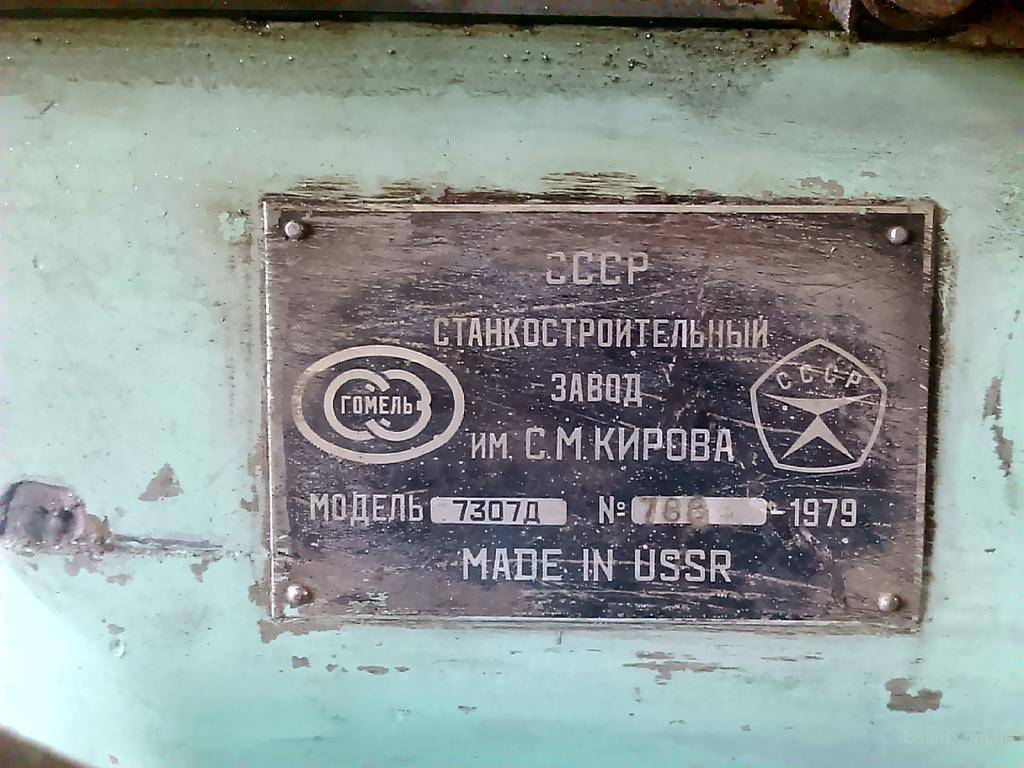 СССР
СТАНКОСТРОИТЕЛЬНЫЙ
ЗАВОД
ИМ. С.М.КИРОВА
ГОМЕЛЬ
СССР
МОДЕЛЬ 7307Д № -1979
MADE IN USSR